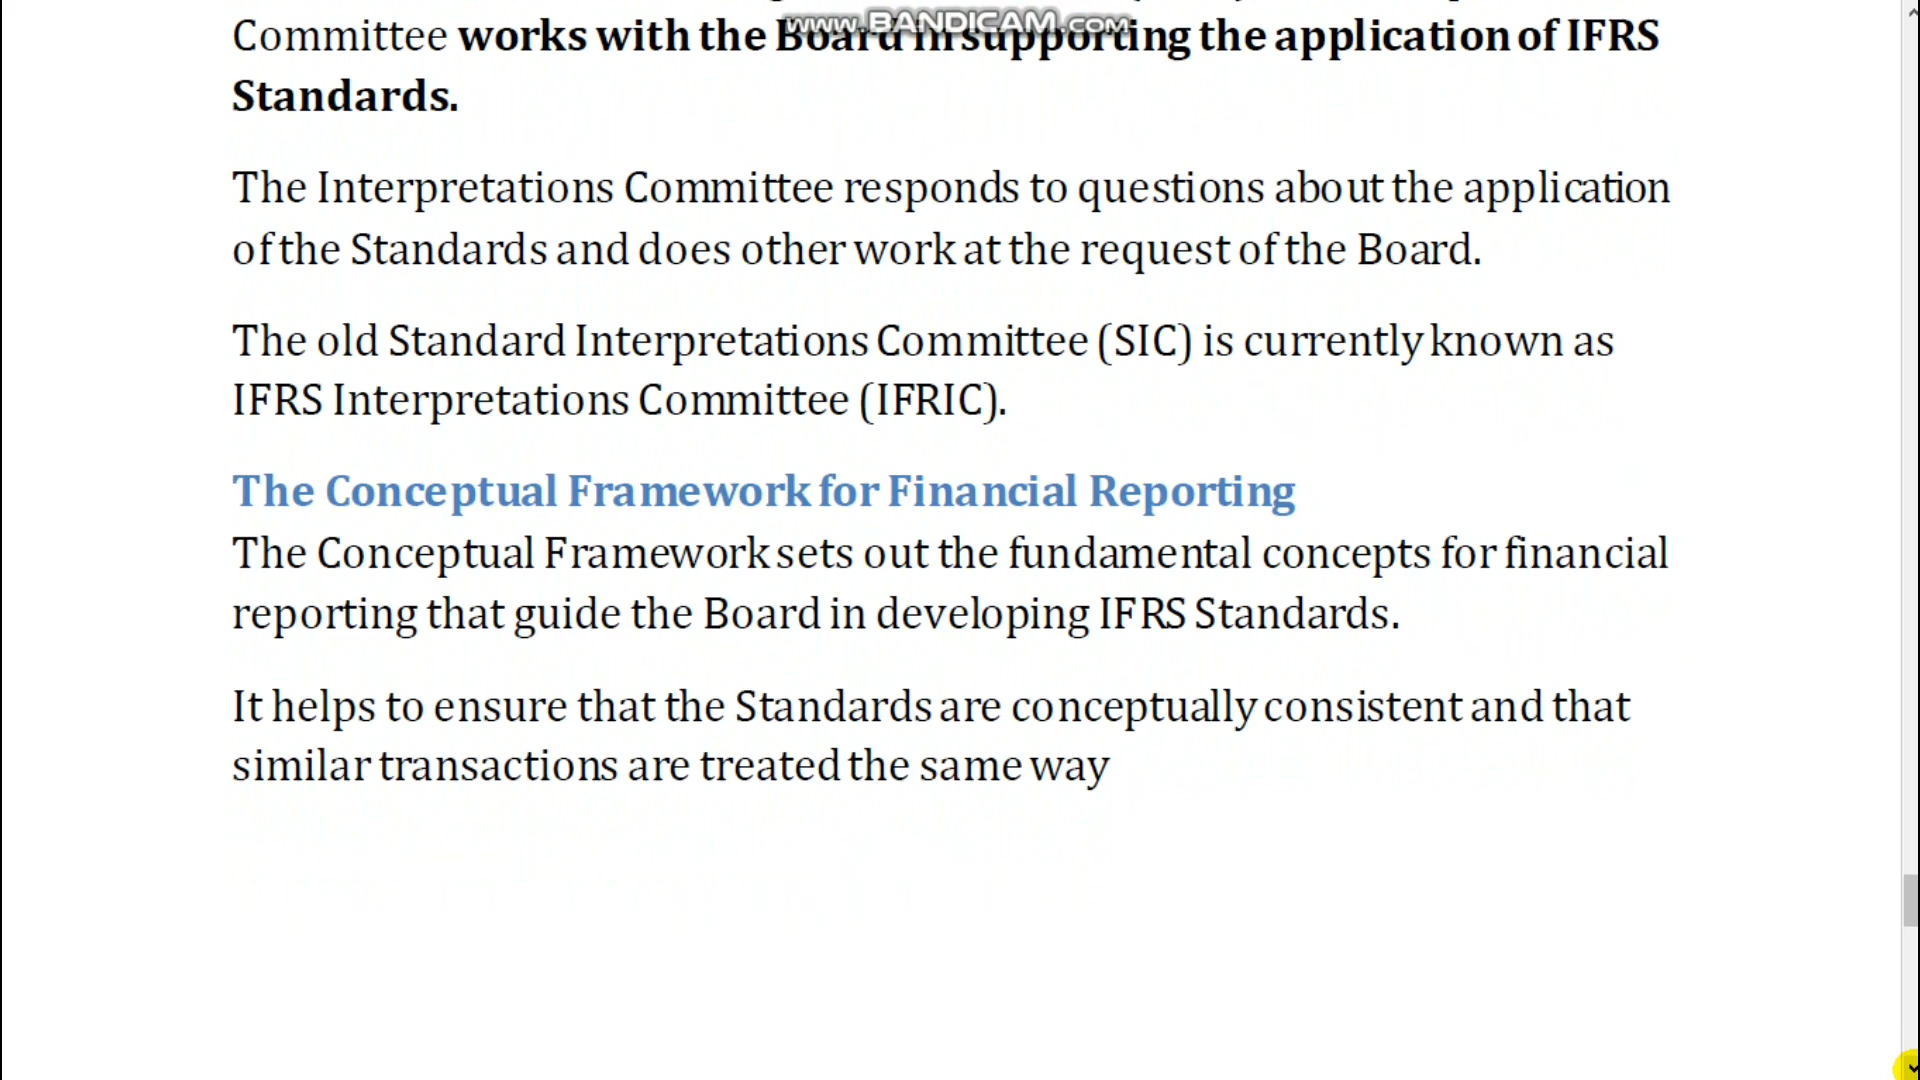 www.BANDICAM.com
Committee works with the Board in supporting the application of IFRS
Standards.
The Interpretations Committee responds to questions about the application
of the Standards and does other work at the request of the Board.
The old Standard Interpretations Committee (SIC) is currently known as
IFRS Interpretations Committee (IFRIC).
The Conceptual Framework for Financial Reporting
The Conceptual Framework sets out the fundamental concepts for financial
reporting that guide the Board in developing IFRS Standards.
It helps to ensure that the Standards are conceptually consistent and that
similar transactions are treated the same way